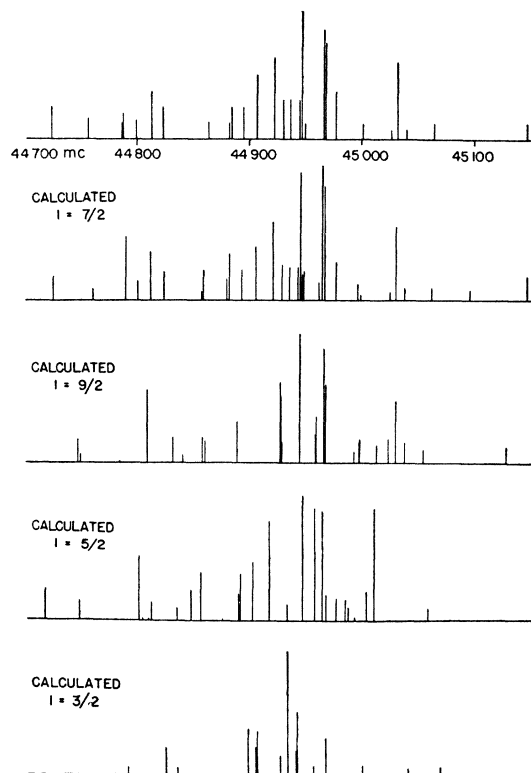 44700 mc 44800 44900 45000 45100
CALCULATED
I = 7/2
CALCULATED
I = 9/2
CALCULATED
I = 5/2
CALCULATED
I = 3/2